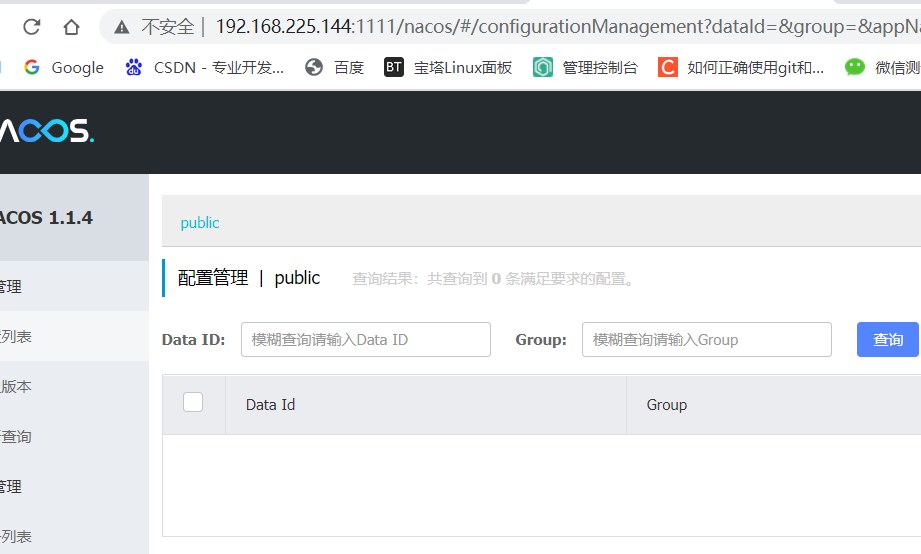 不安全 | 192.168.225.144:1111/nacos/#/configurationManagement?dataId=&group=&appNa
Google CSDN - 专业开发... 百度 BT 宝塔Linux面板 管理控制台 C 如何正确使用git和... 微信测
ACOS.
ACOS 1.1.4
public
管理
配置管理 | public 查询结果：共查询到 0 条满足要求的配置。
列表
Data ID: 模糊查询请输入Data ID Group: 模糊查询请输入Group 查询
版本
Data Id Group
查询
管理
列表